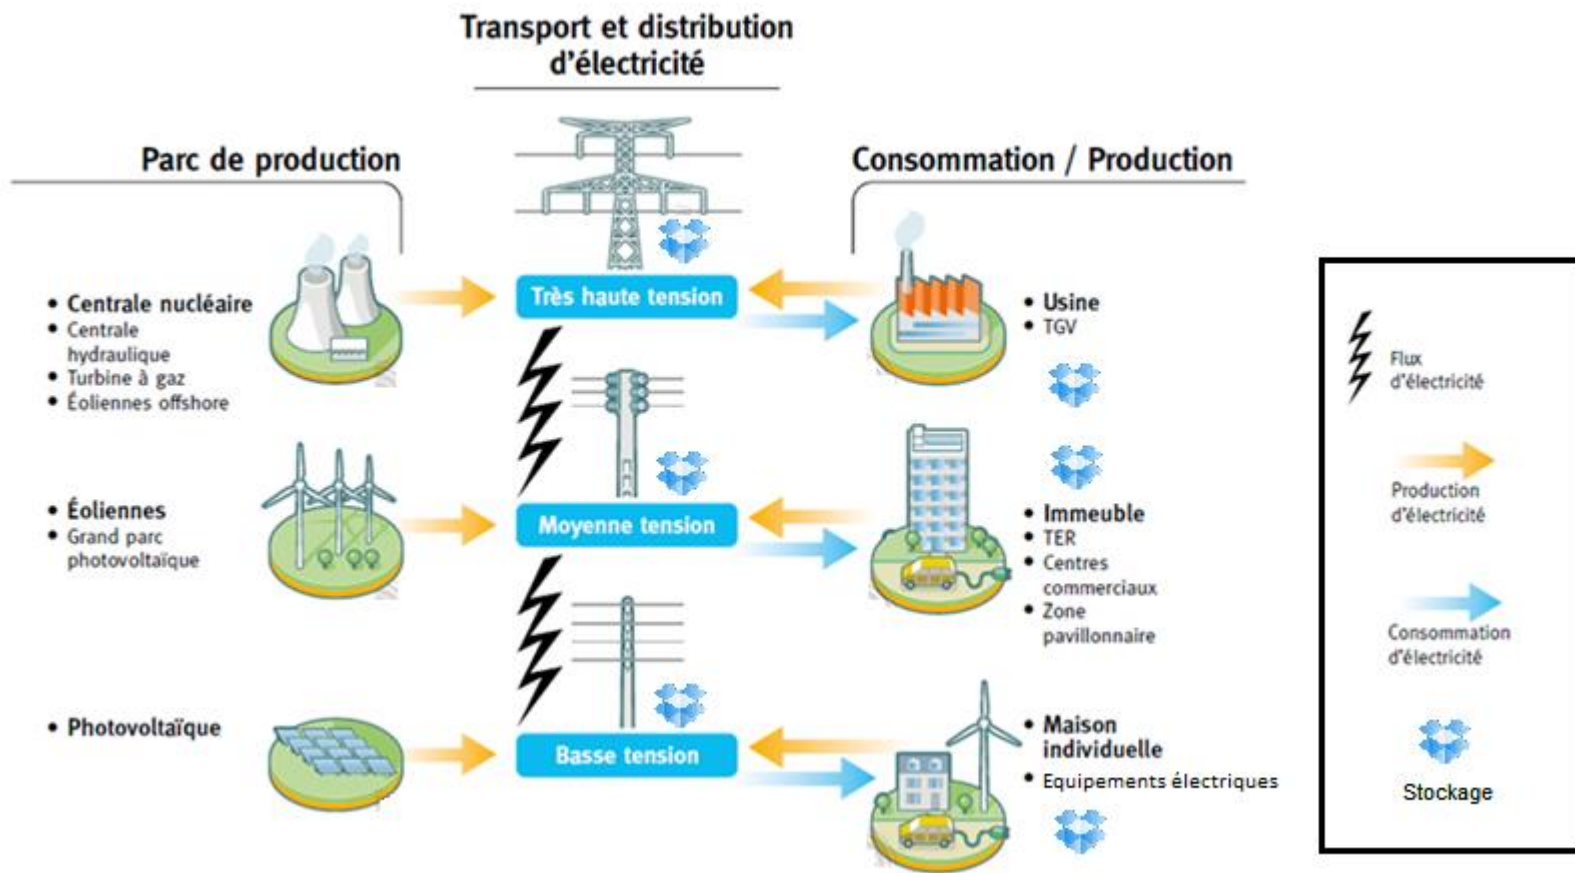 Transport et distribution
d'électricité
Parc de production
Consommation / Production
• Centrale nucléaire
• Centrale
hydraulique
• Turbine à gaz
• Éoliennes offshore
Très haute tension
• Usine
• TGV
• Éoliennes
• Grand parc
photovoltaïque
Moyenne tension
• Immeuble
• TER
• Centres
commerciaux
• Zone
pavillonnaire
• Photovoltaïque
Basse tension
• Maison
individuelle
• Equipements électriques
Flux
d'électricité
Production
d'électricité
Consommation
d'électricité
Stockage